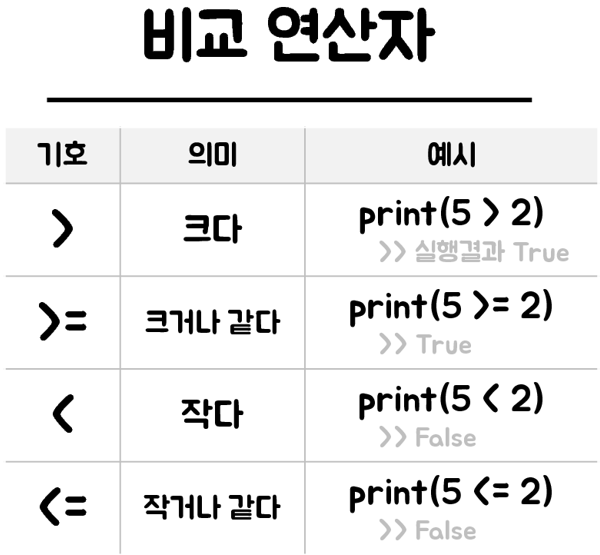 비교 연산자
기호 의미 예시
> 크다 print(5 > 2)
>> 실행결과 True
>= 크거나 같다 print(5 >= 2)
>> True
< 작다 print(5 < 2)
>> False
<= 작거나 같다 print(5 <= 2)
>> False